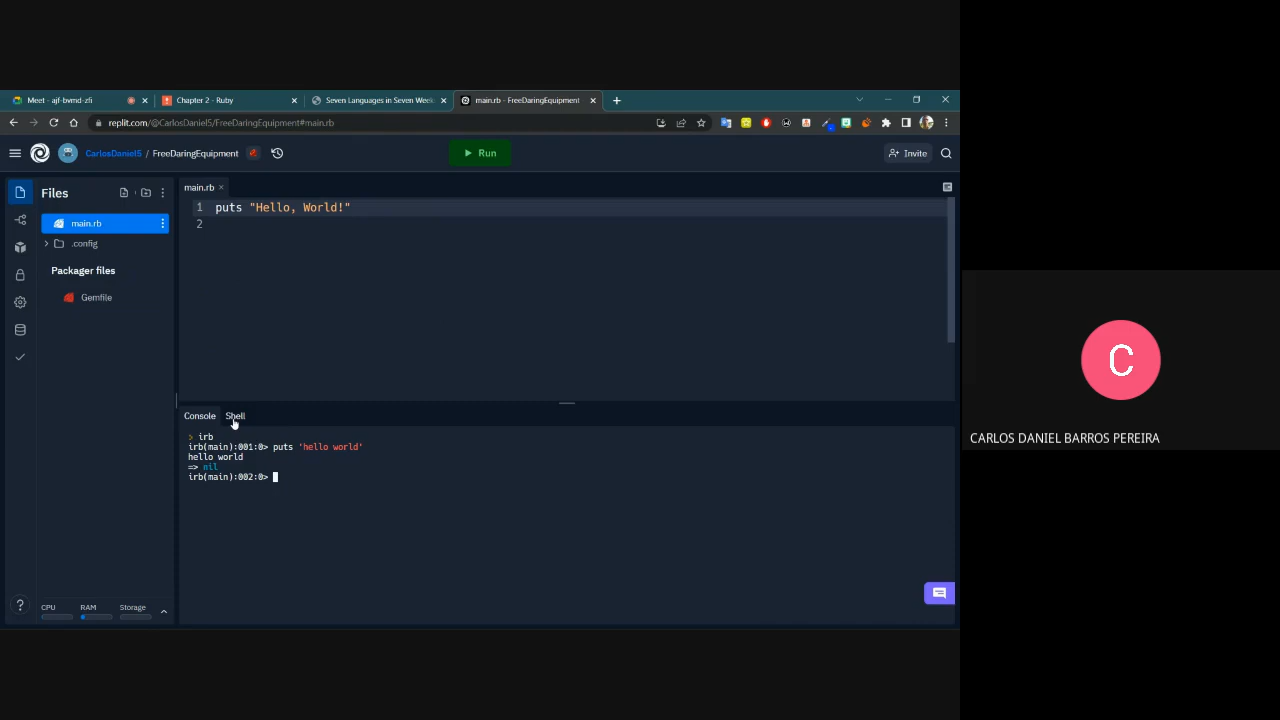 Meet - ajf-bvmd-zfi
Chapter 2 - Ruby
Seven Languages in Seven Week
main.rb - FreeDaringEquipment
replit.com/@CarlosDaniel5/FreeDaringEquipment#main.rb
CarlosDaniel5 / FreeDaringEquipment
Run
Invite
Files
main.rb
.config
Packager files
Gemfile
CPU RAM Storage
main.rb
1 puts "Hello, World!"
2
Console Shell
> irb
irb(main):001:0> puts 'hello world'
hello world
=> nil
irb(main):002:0>
C
CARLOS DANIEL BARROS PEREIRA